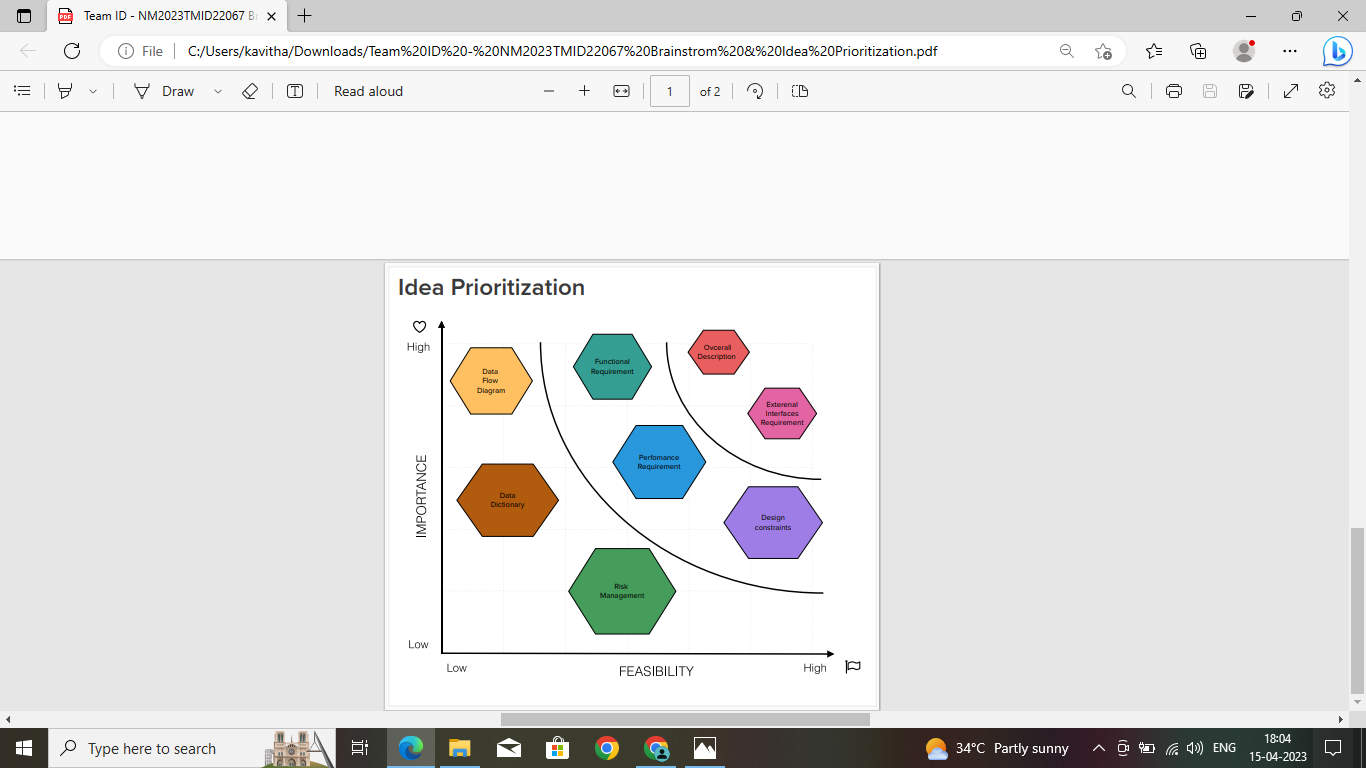 Team ID - NM2023TMID22067 Br
File
C:/Users/kavitha/Downloads/Team%20ID%20-%20NM2023TMID22067%20Brainstrom%20&%20Idea%20Prioritization.pdf
Draw
Read aloud
1
of 2
Idea Prioritization
High
Data
Flow
Diagram
Functional
Requirement
Ovcerall
Description
Exterenal
Interfaces
Requirement
Perfomance
Requirement
IMPORTANCE
Data
Dictionary
Design
constraints
Risk
Management
Low
Low
FEASIBILITY
High
Type here to search
34°C Partly sunny
ENG
18:04
15-04-2023